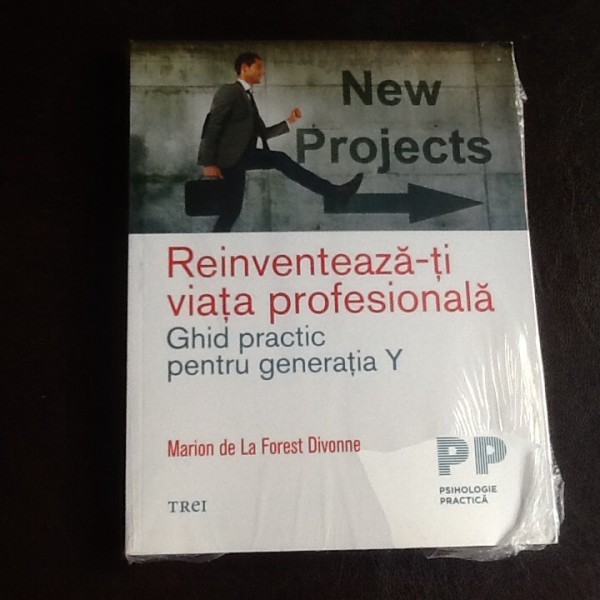 New
Projects
Reinventează-ți
viața profesională
Ghid practic
pentru generația Y
Marion de La Forest Divonne
PP
PSIHOLOGIE
PRACTICĂ
TREI